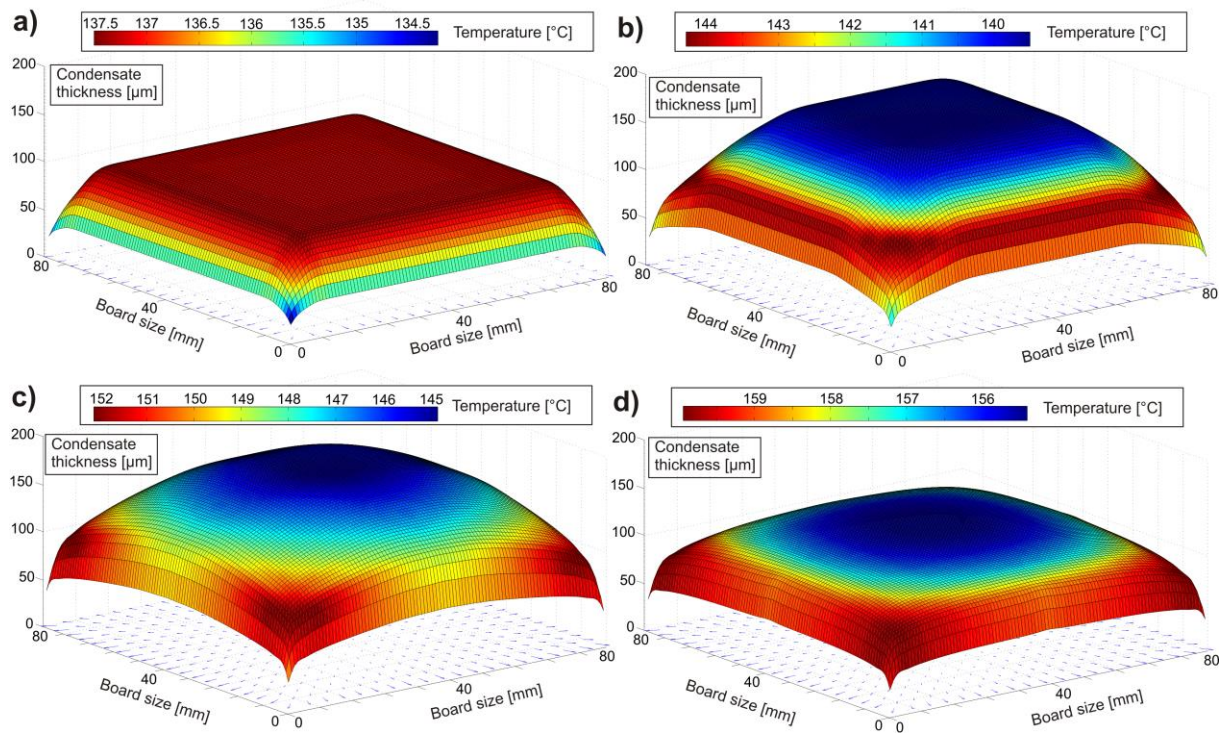 a)
137.5 137 136.5 136 135.5 135 134.5
Temperature [°C]
Condensate
thickness [µm]
200
150
100
50
0
80
40
0
Board size [mm]
0
40
80
Board size [mm]
b)
144 143 142 141 140
Temperature [°C]
Condensate
thickness [µm]
200
150
100
50
0
80
40
0
Board size [mm]
0
40
80
Board size [mm]
c)
152 151 150 149 148 147 146 145
Temperature [°C]
Condensate
thickness [µm]
200
150
100
50
0
80
40
0
Board size [mm]
0
40
80
Board size [mm]
d)
159 158 157 156
Temperature [°C]
Condensate
thickness [µm]
200
150
100
50
0
80
40
0
Board size [mm]
0
40
80
Board size [mm]